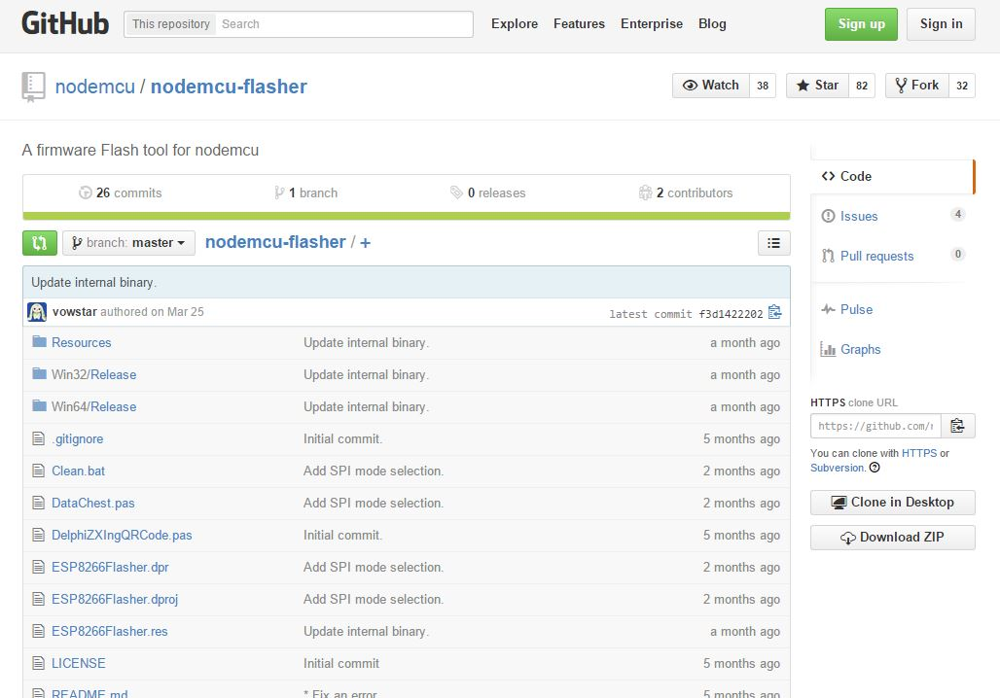 GitHub This repository Search Explore Features Enterprise Blog Sign up Sign in
nodemcu / nodemcu-flasher Watch 38 Star 82 Fork 32
A firmware Flash tool for nodemcu
26 commits 1 branch 0 releases 2 contributors
branch: master nodemcu-flasher / +
Update internal binary.
vowstar authored on Mar 25 latest commit f3d1422202
Resources Update internal binary. a month ago
Win32/Release Update internal binary. a month ago
Win64/Release Update internal binary. a month ago
.gitignore Initial commit. 5 months ago
Clean.bat Add SPI mode selection. 2 months ago
DataChest.pas Add SPI mode selection. 2 months ago
DelphiZXIngQRCode.pas Initial commit. 5 months ago
ESP8266Flasher.dpr Add SPI mode selection. 2 months ago
ESP8266Flasher.dproj Add SPI mode selection. 2 months ago
ESP8266Flasher.res Update internal binary. a month ago
LICENSE Initial commit 5 months ago
README.md * Fix an error 5 months ago
Code
Issues 4
Pull requests 0
Pulse
Graphs
HTTPS clone URL
https://github.com/
You can clone with HTTPS or
Subversion.
Clone in Desktop
Download ZIP